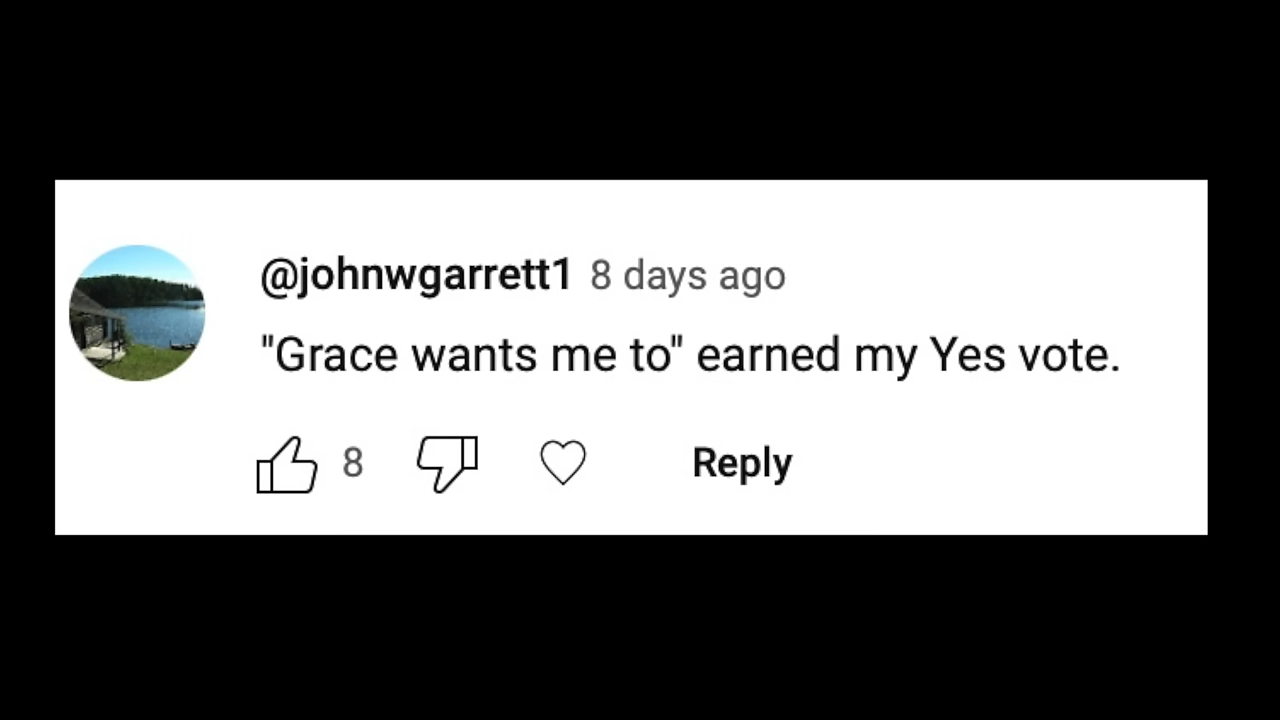 @johnwgarrett1 8 days ago
"Grace wants me to" earned my Yes vote.
8 Reply